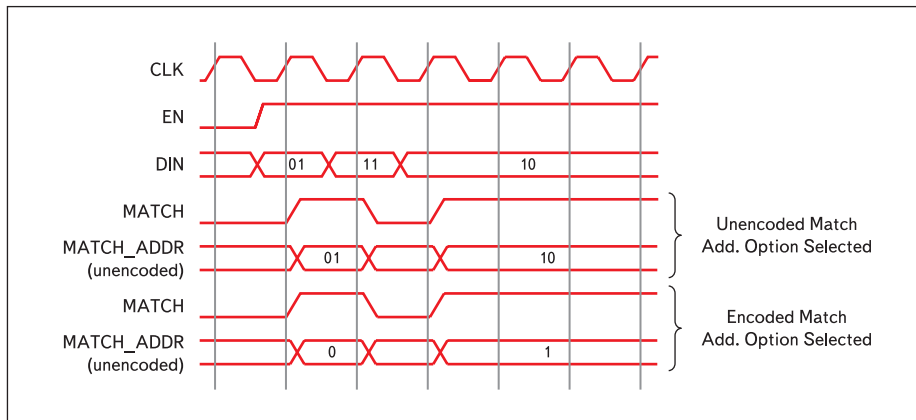 CLK
EN
DIN
01
11
10
MATCH
MATCH_ADDR
(unencoded)
01
10
Unencoded Match
Add. Option Selected
MATCH
MATCH_ADDR
(unencoded)
0
1
Encoded Match
Add. Option Selected